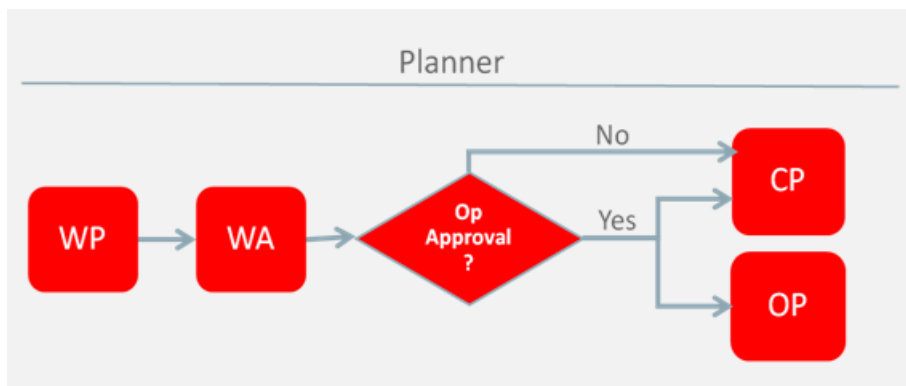 Planner
No
CP
WP
WA
Op
Approval
?
Yes
OP